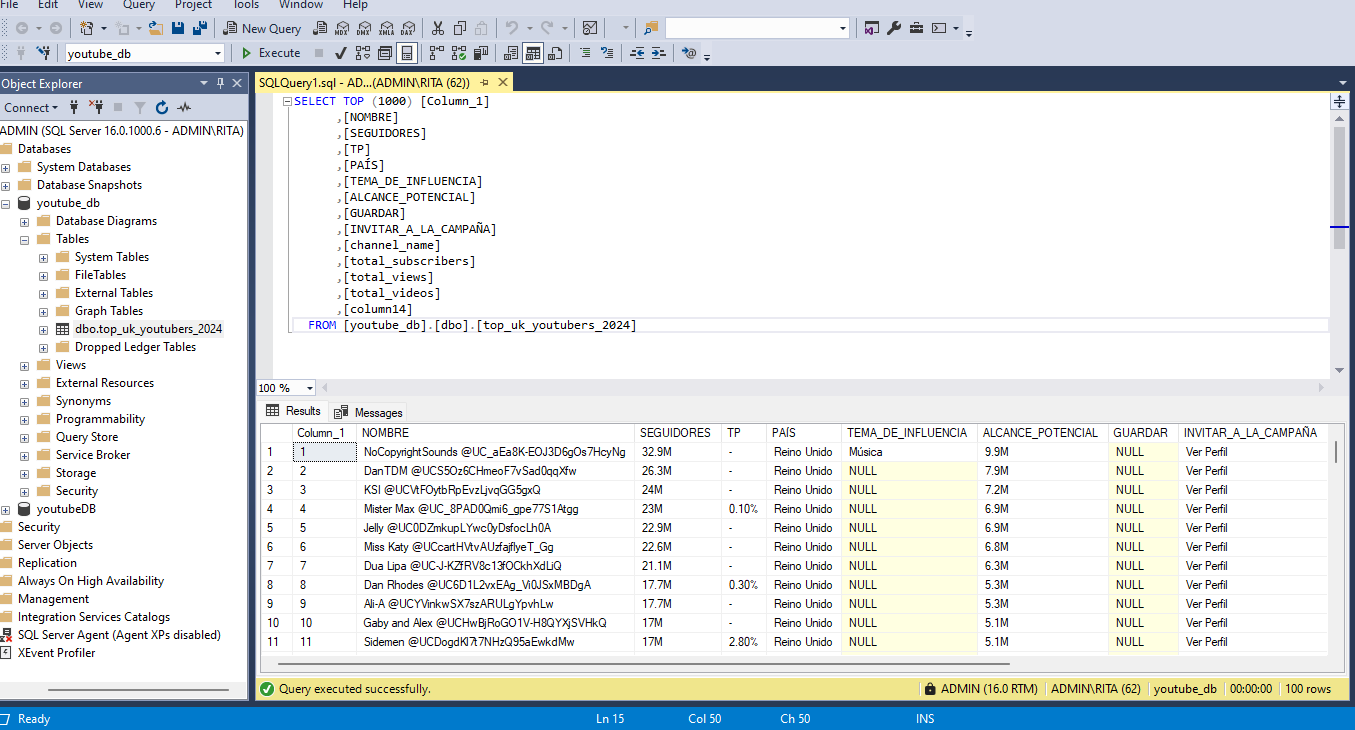 File Edit View Query Project Tools Window Help
New Query MDX DMX XMLA DAX
youtube_db Execute
Object Explorer
Connect
ADMIN (SQL Server 16.0.1000.6 - ADMIN\RITA)
Databases
System Databases
Database Snapshots
youtube_db
Database Diagrams
Tables
System Tables
FileTables
External Tables
Graph Tables
dbo.top_uk_youtubers_2024
Dropped Ledger Tables
Views
External Resources
Synonyms
Programmability
Query Store
Service Broker
Storage
Security
youtubeDB
Security
Server Objects
Replication
Always On High Availability
Management
Integration Services Catalogs
SQL Server Agent (Agent XPs disabled)
XEvent Profiler
SQLQuery1.sql - AD...(ADMIN\RITA (62))
SELECT TOP (1000) [Column_1]
,[NOMBRE]
,[SEGUIDORES]
,[TP]
,[PAÍS]
,[TEMA_DE_INFLUENCIA]
,[ALCANCE_POTENCIAL]
,[GUARDAR]
,[INVITAR_A_LA_CAMPAÑA]
,[channel_name]
,[total_subscribers]
,[total_views]
,[total_videos]
,[column14]
FROM [youtube_db].[dbo].[top_uk_youtubers_2024]
100 %
Results Messages
Column_1 NOMBRE SEGUIDORES TP PAÍS TEMA_DE_INFLUENCIA ALCANCE_POTENCIAL GUARDAR INVITAR_A_LA_CAMPAÑA
1 1 NoCopyrightSounds @UC_aEa8K-EOJ3D6gOs7HcyNg 32.9M - Reino Unido Música 9.9M NULL Ver Perfil
2 2 DanTDM @UCS5Oz6CHmeoF7vSad0qqXfw 26.3M - Reino Unido NULL 7.9M NULL Ver Perfil
3 3 KSI @UCVtFOytbRpEvzLjvqGG5gxQ 24M - Reino Unido NULL 7.2M NULL Ver Perfil
4 4 Mister Max @UC_8PAD0Qmi6_gpe77S1Atgg 23M 0.10% Reino Unido NULL 6.9M NULL Ver Perfil
5 5 Jelly @UC0DZmkupLYwc0yDsfocLh0A 22.9M - Reino Unido NULL 6.9M NULL Ver Perfil
6 6 Miss Katy @UCcartHVtvAUzfajflyeT_Gg 22.6M - Reino Unido NULL 6.8M NULL Ver Perfil
7 7 Dua Lipa @UC-J-KZfRV8c13fOCkhXdLiQ 21.1M - Reino Unido NULL 6.3M NULL Ver Perfil
8 8 Dan Rhodes @UC6D1L2vxEAg_Vi0JSxMBDgA 17.7M 0.30% Reino Unido NULL 5.3M NULL Ver Perfil
9 9 Ali-A @UCYVinkwSX7szARULgYpvhLw 17.7M - Reino Unido NULL 5.3M NULL Ver Perfil
10 10 Gaby and Alex @UCHwBjRoGO1V-H8QYXjSVHkQ 17M - Reino Unido NULL 5.1M NULL Ver Perfil
11 11 Sidemen @UCDogdKl7t7NHzQ95aEwkdMw 17M 2.80% Reino Unido NULL 5.1M NULL Ver Perfil
Query executed successfully. ADMIN (16.0 RTM) ADMIN\RITA (62) youtube_db 00:00:00 100 rows
Ready Ln 15 Col 50 Ch 50 INS